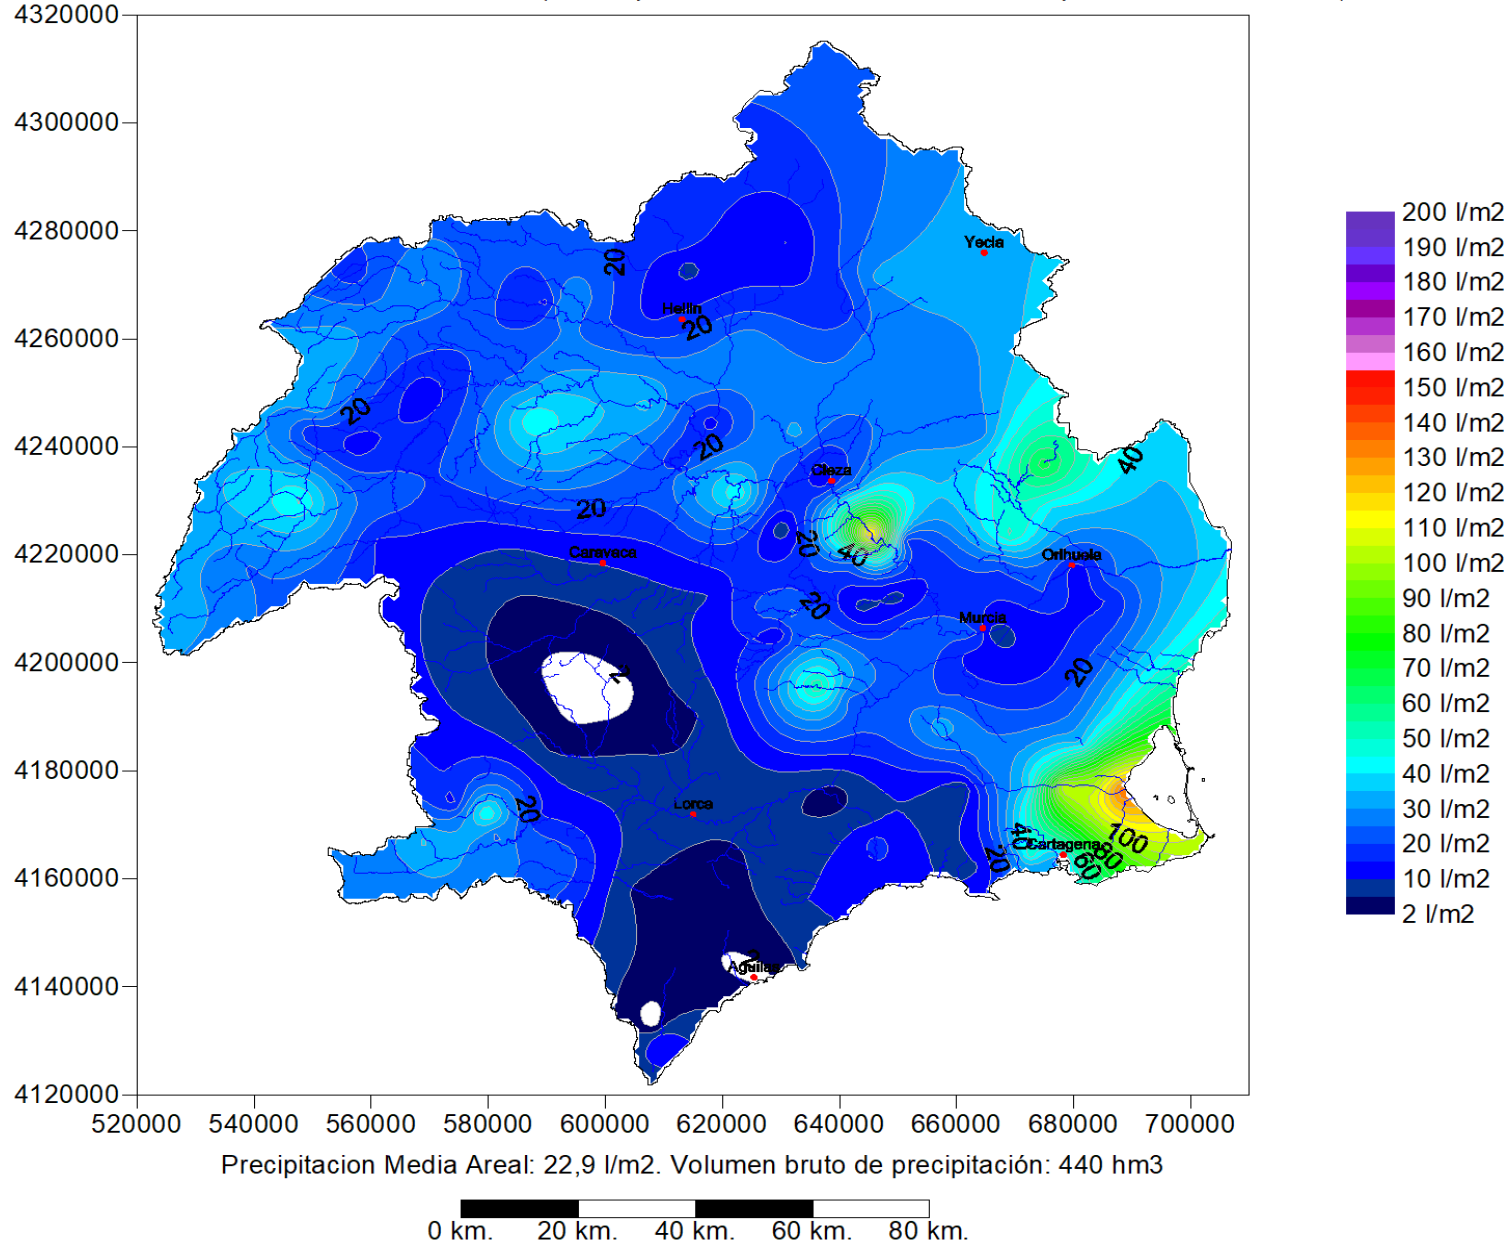 4320000
4300000
4280000
4260000
4240000
4220000
4200000
4180000
4160000
4140000
4120000
520000 540000 560000 580000 600000 620000 640000 660000 680000 700000
Yecla
20
Hellin
20
20
20
40
Cieza
20
20
40
Caravaca
Orihuela
20
Murcia
20
2
20
Lorca
100
40
Cartagena
80
60
20
2
Aguilas
200 l/m2
190 l/m2
180 l/m2
170 l/m2
160 l/m2
150 l/m2
140 l/m2
130 l/m2
120 l/m2
110 l/m2
100 l/m2
90 l/m2
80 l/m2
70 l/m2
60 l/m2
50 l/m2
40 l/m2
30 l/m2
20 l/m2
10 l/m2
2 l/m2
Precipitacion Media Areal: 22,9 l/m2. Volumen bruto de precipitación: 440 hm3
0 km. 20 km. 40 km. 60 km. 80 km.